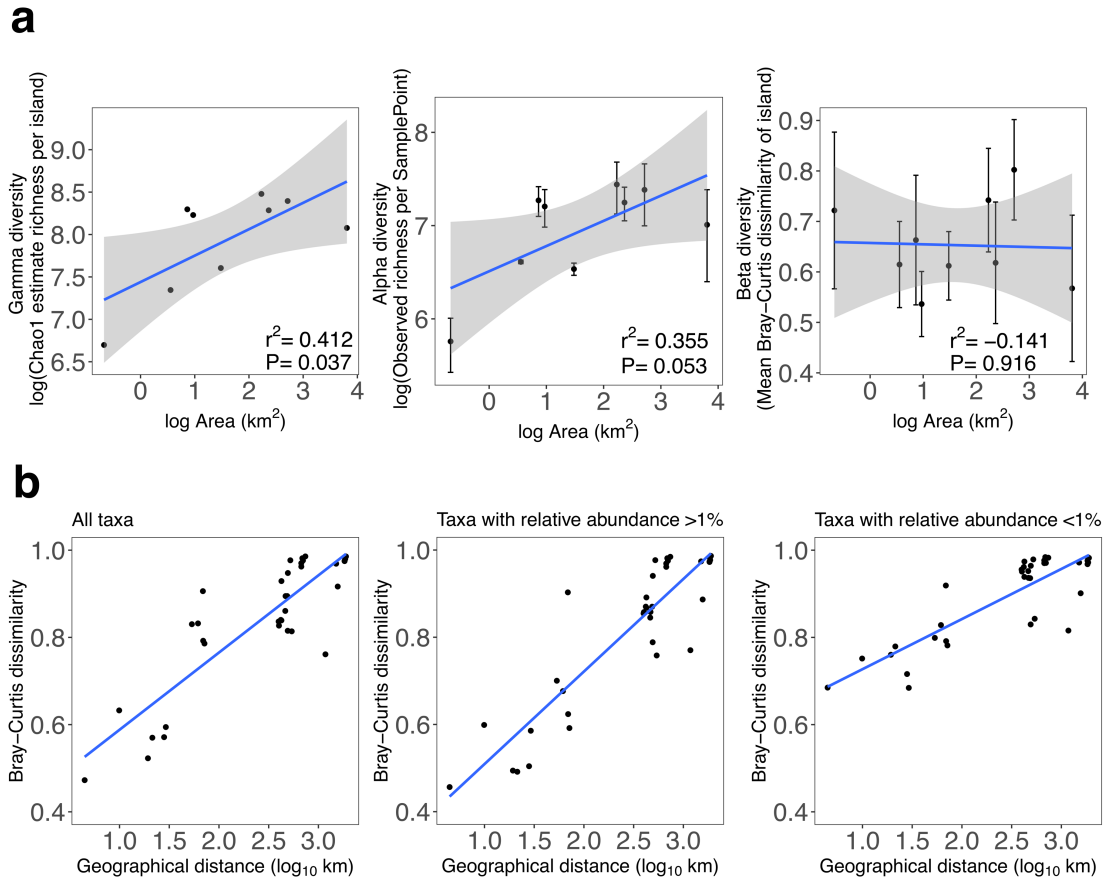 a
Gamma diversity
log(Chao1 estimate richness per island)
9.0
8.5
8.0
7.5
7.0
6.5
r²= 0.412
P= 0.037
0 1 2 3 4
log Area (km²)
Alpha diversity
log(Observed richness per SamplePoint)
8
7
6
r²= 0.355
P= 0.053
0 1 2 3 4
log Area (km²)
Beta diversity
(Mean Bray−Curtis dissimilarity of island)
0.9
0.8
0.7
0.6
0.5
0.4
r²= −0.141
P= 0.916
0 1 2 3 4
log Area (km²)
b
All taxa
Bray−Curtis dissimilarity
1.0
0.8
0.6
0.4
1.0 1.5 2.0 2.5 3.0
Geographical distance (log₁₀ km)
Taxa with relative abundance >1%
Bray−Curtis dissimilarity
1.0
0.8
0.6
0.4
1.0 1.5 2.0 2.5 3.0
Geographical distance (log₁₀ km)
Taxa with relative abundance <1%
Bray−Curtis dissimilarity
1.0
0.8
0.6
0.4
1.0 1.5 2.0 2.5 3.0
Geographical distance (log₁₀ km)